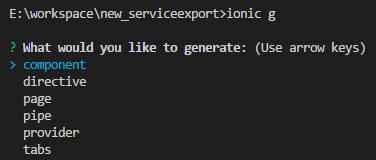 E:\workspace\new_serviceexport>ionic g
? What would you like to generate: (Use arrow keys)
> component
directive
page
pipe
provider
tabs